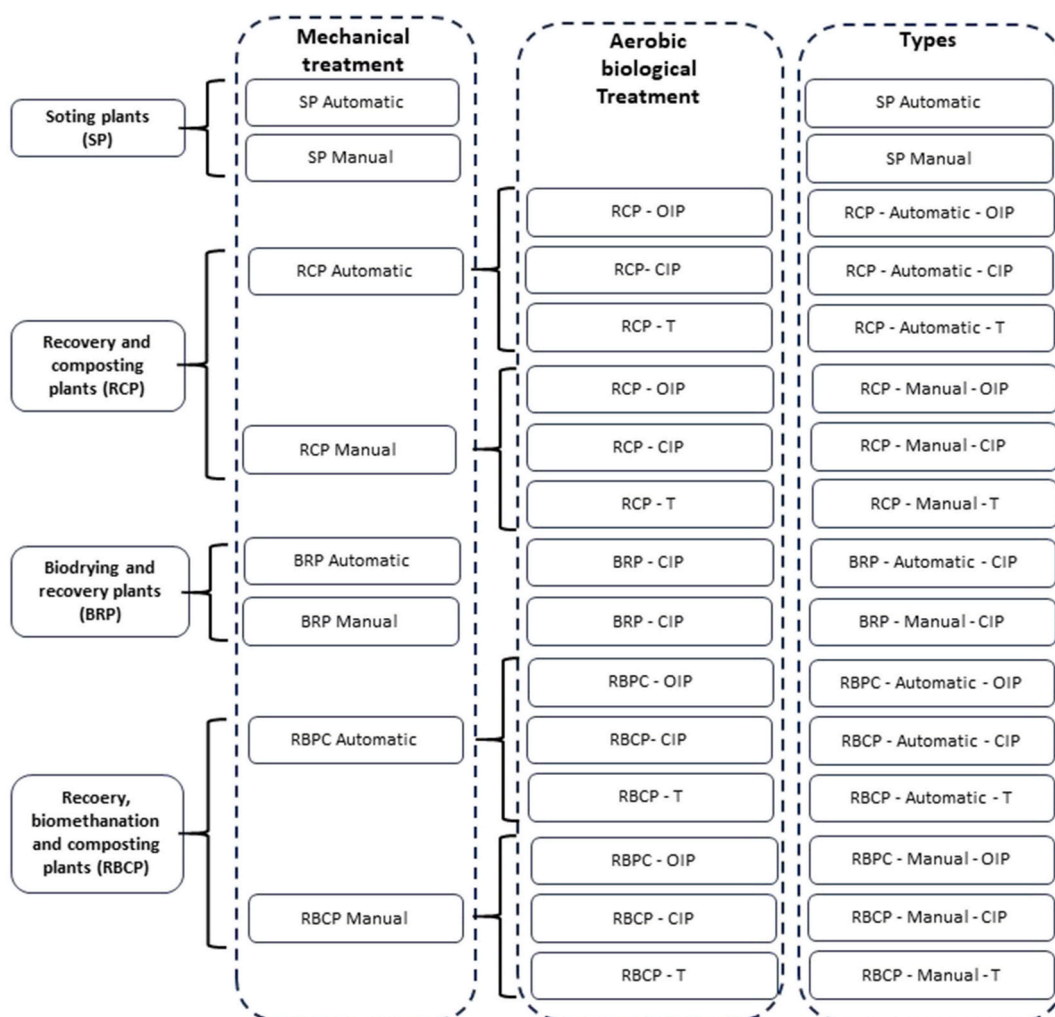 Mechanical
treatment
Aerobic
biological
Treatment
Types
Soting plants
(SP)
SP Automatic
SP Automatic
SP Manual
SP Manual
RCP - OIP
RCP - Automatic - OIP
RCP Automatic
RCP- CIP
RCP - Automatic - CIP
RCP - T
RCP - Automatic - T
Recovery and
composting
plants (RCP)
RCP - OIP
RCP - Manual - OIP
RCP Manual
RCP - CIP
RCP - Manual - CIP
RCP - T
RCP - Manual - T
Biodrying and
recovery plants
(BRP)
BRP Automatic
BRP - CIP
BRP - Automatic - CIP
BRP Manual
BRP - CIP
BRP - Manual - CIP
RBPC - OIP
RBPC - Automatic - OIP
RBPC Automatic
RBCP- CIP
RBCP - Automatic - CIP
RBCP - T
RBCP - Automatic - T
Recoery,
biomethanation
and composting
plants (RBCP)
RBPC - OIP
RBPC - Manual - OIP
RBCP Manual
RBCP - CIP
RBCP - Manual - CIP
RBCP - T
RBCP - Manual - T